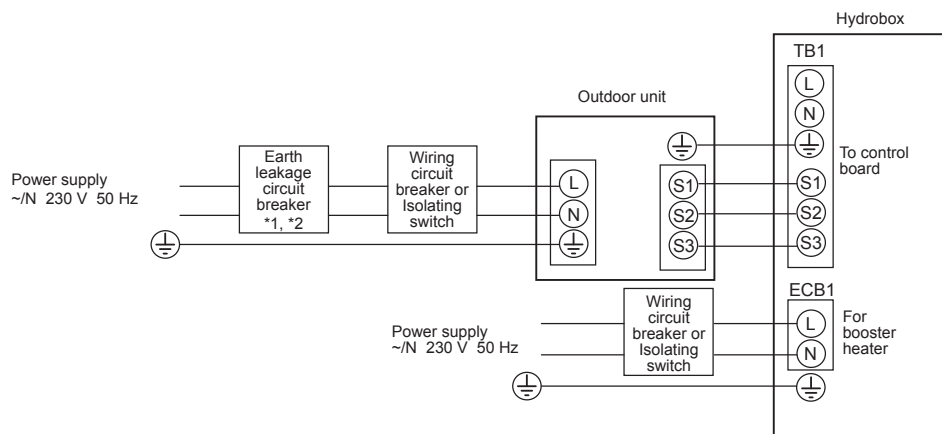 Hydrobox
TB1
L
N
To control
board
S1
S2
S3
Outdoor unit
L
N
S1
S2
S3
Earth
leakage
circuit
breaker
*1, *2
Wiring
circuit
breaker or
Isolating
switch
Power supply
~/N 230 V 50 Hz
ECB1
L
N
For
booster
heater
Wiring
circuit
breaker or
Isolating
switch
Power supply
~/N 230 V 50 Hz